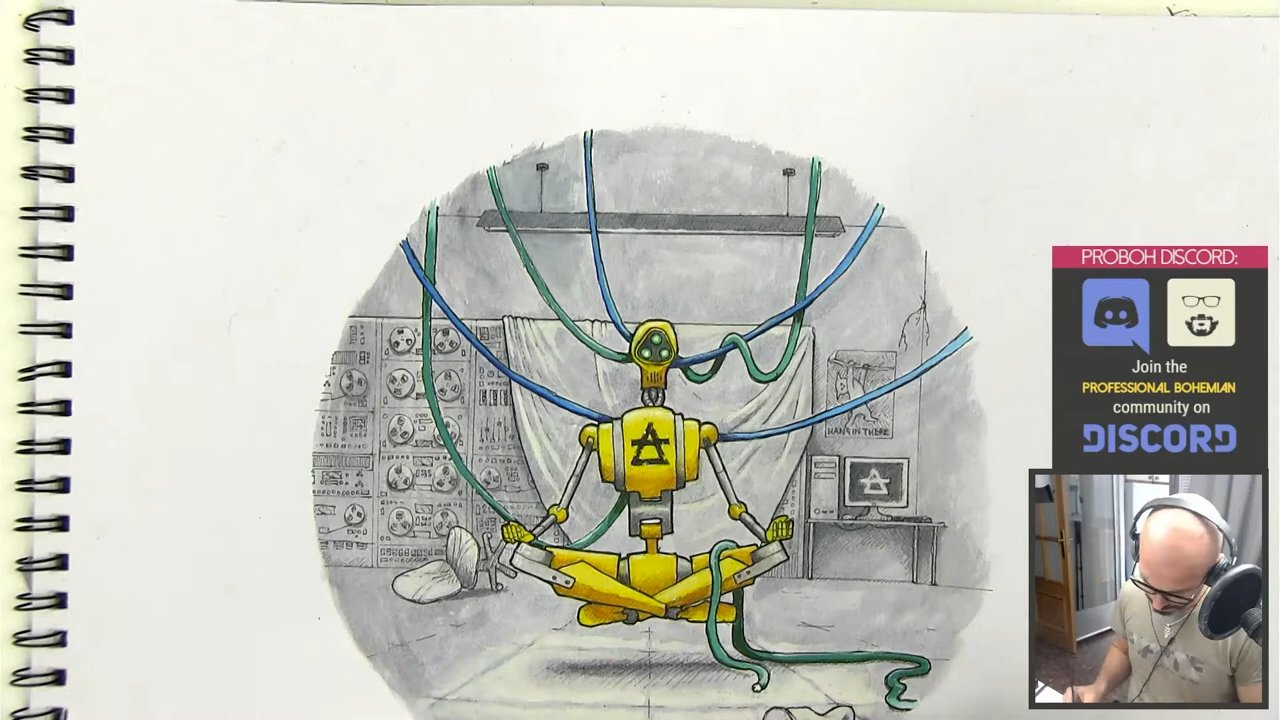 HANG IN THERE
PROBOH DISCORD:
Join the
PROFESSIONAL BOHEMIAN
community on
DISCORD